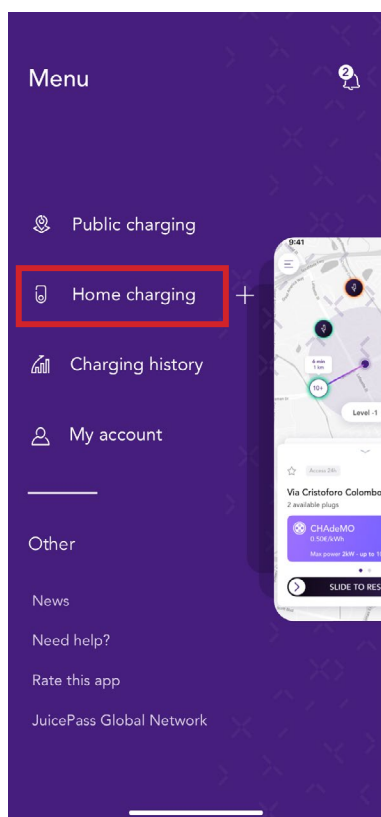 Menu
2
Public charging
Home charging
+
Charging history
My account
Other
News
Need help?
Rate this app
JuicePass Global Network
9:41
6 min
1 km
10+
Level -1
Access 24h
Via Cristoforo Colombo
2 available plugs
CHAdeMO
0.50€/kWh
Max power 2kW - up to
SLIDE TO RES